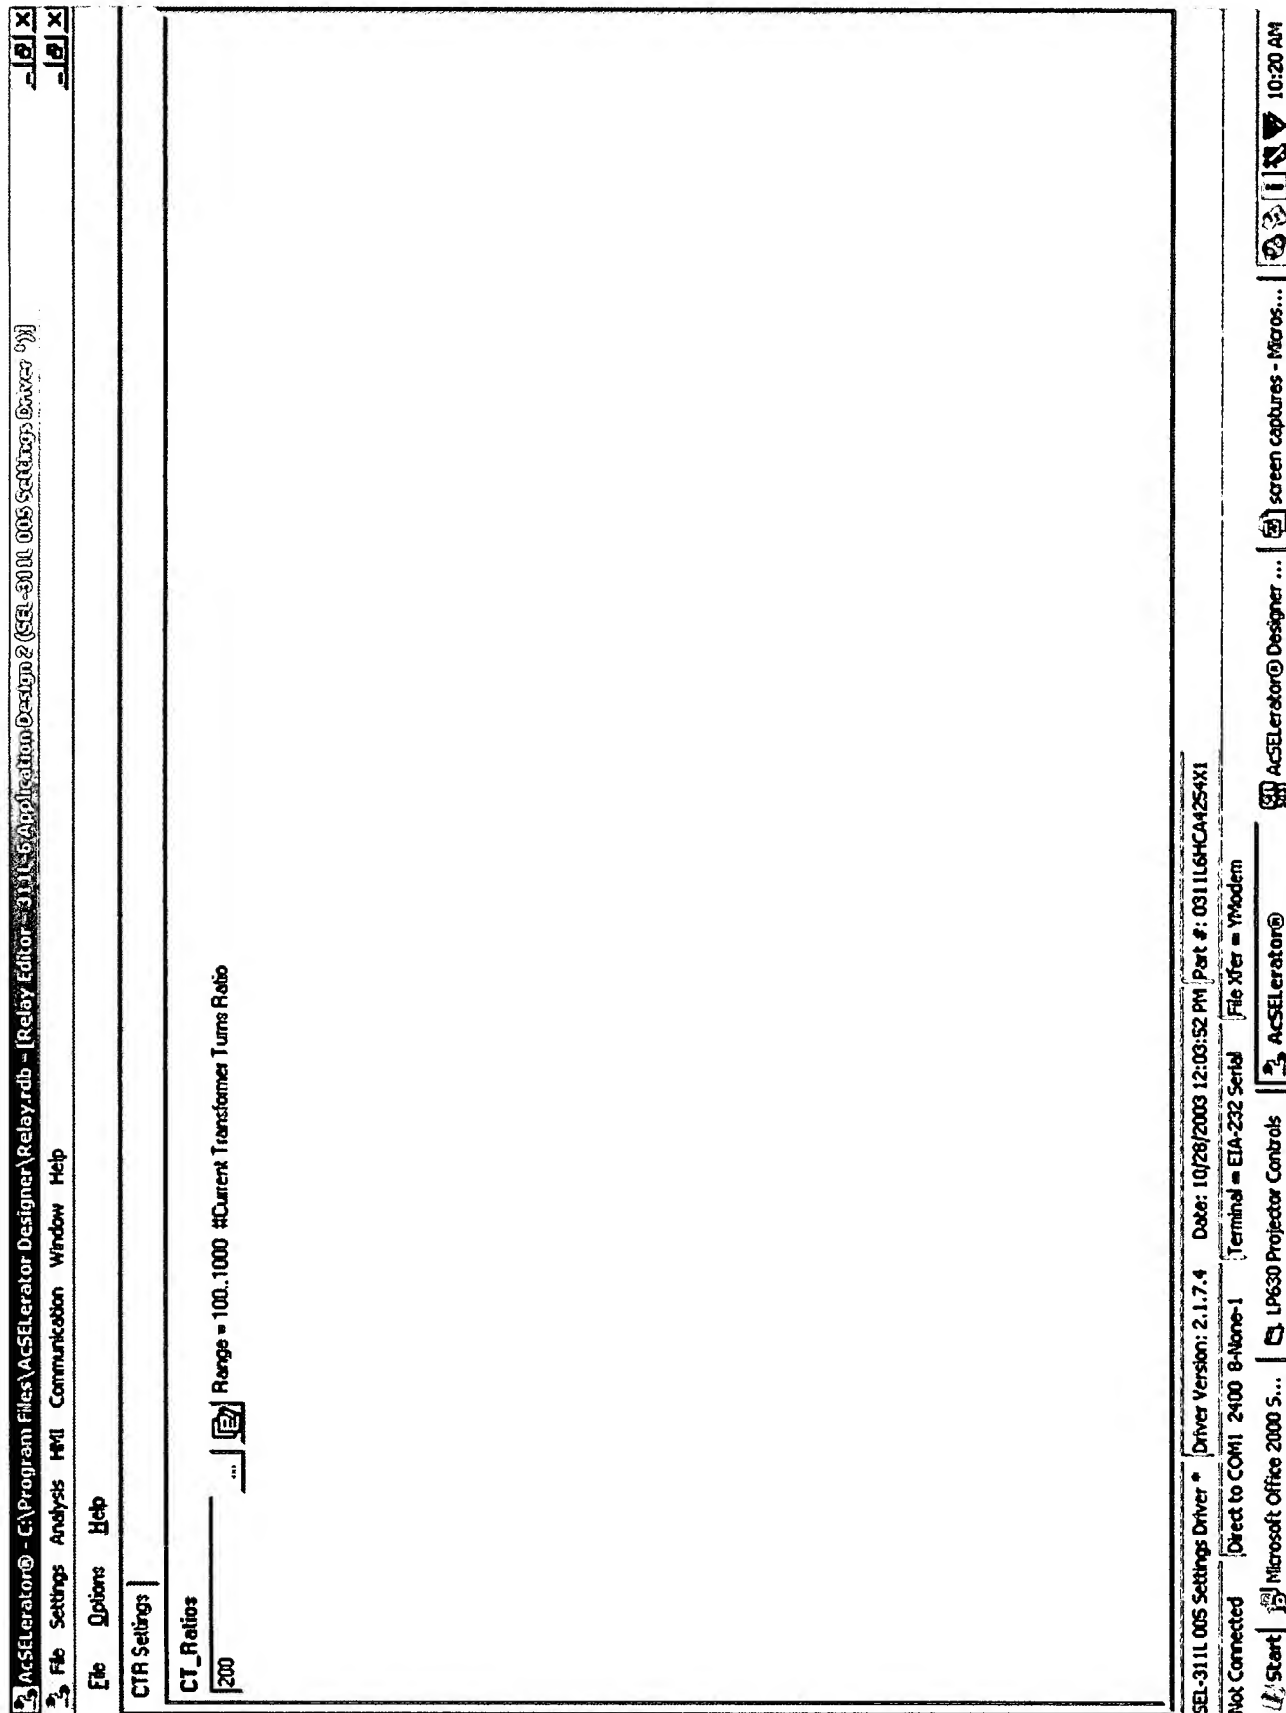 AcSELerator® - C:\Program Files\AcSELerator Designer\Relay.rdb - [Relay Editor - 311L-6 Application Design 2 (SEL-311L 005 Settings Driver *)]
File Settings Analysis HMI Communication Window Help
File Options Help
CTR Settings
CT_Ratios
200 ... Range = 100..1000 #Current Transformer Turns Ratio
SEL-311L 005 Settings Driver * Driver Version: 2.1.7.4 Date: 10/28/2003 12:03:52 PM Part #: 0311L6HCA4254X1
Not Connected Direct to COM1 2400 8-None-1 Terminal = EIA-232 Serial File Xfer = YModem
Start Microsoft Office 2000 S... LP630 Projector Controls AcSELerator® AcSELerator® Designer ... screen captures - Micros... 10:20 AM